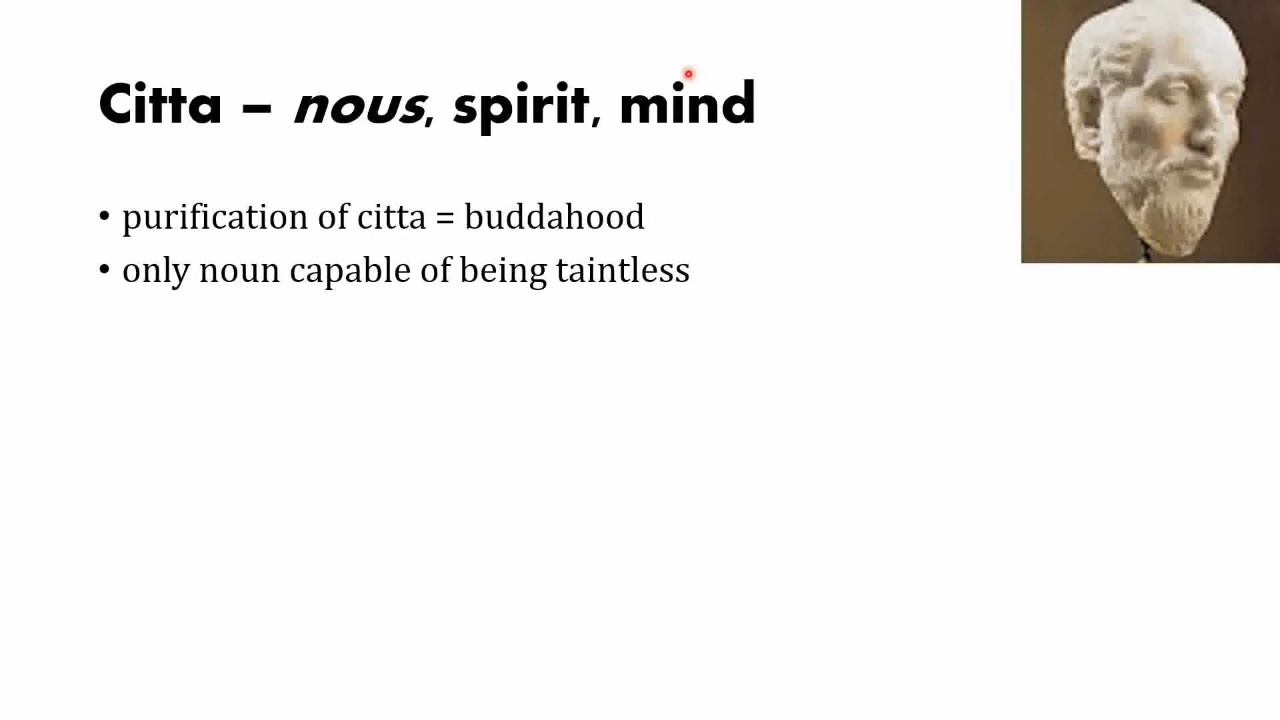 Citta – nous, spirit, mind
• purification of citta = buddahood
• only noun capable of being taintless